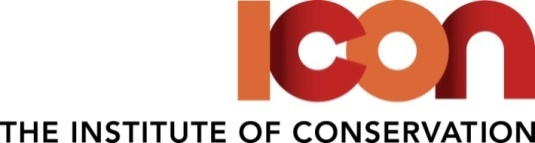 Icon
THE INSTITUTE OF CONSERVATION